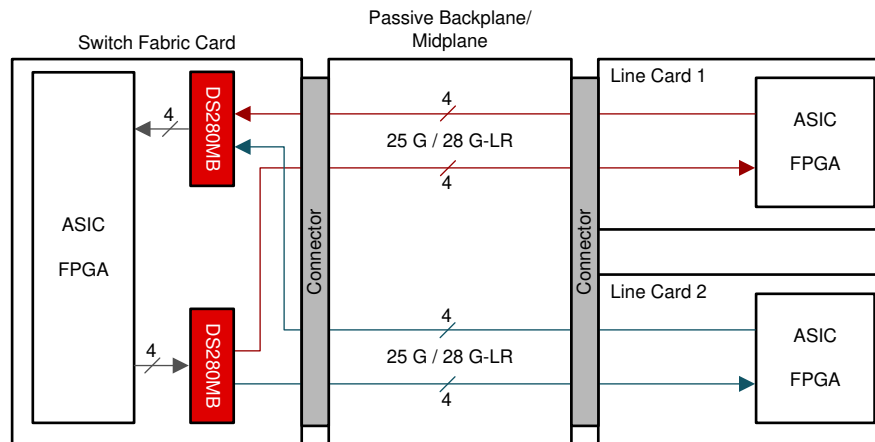 Passive Backplane/
Midplane
Switch Fabric Card
Line Card 1
DS280MB
4
4
ASIC
FPGA
25 G / 28 G-LR
4
ASIC
FPGA
Connector
Connector
Line Card 2
DS280MB
4
4
ASIC
FPGA
25 G / 28 G-LR
4